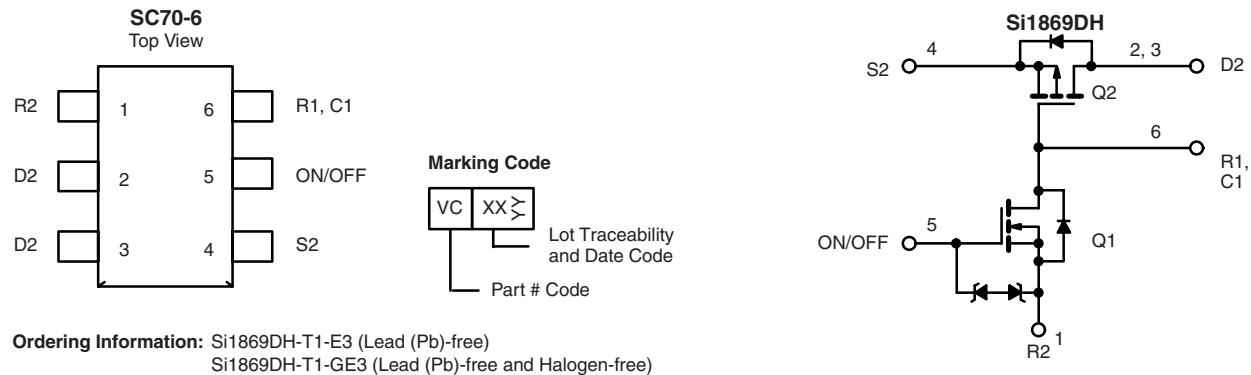 SC70-6
Top View
R2
1
6
R1, C1
D2
2
5
ON/OFF
D2
3
4
S2
Marking Code
VC
XX
YY
Lot Traceability
and Date Code
Part # Code
Ordering Information: Si1869DH-T1-E3 (Lead (Pb)-free)
Si1869DH-T1-GE3 (Lead (Pb)-free and Halogen-free)
Si1869DH
4
2, 3
S2
D2
Q2
6
R1,
C1
5
ON/OFF
Q1
1
R2